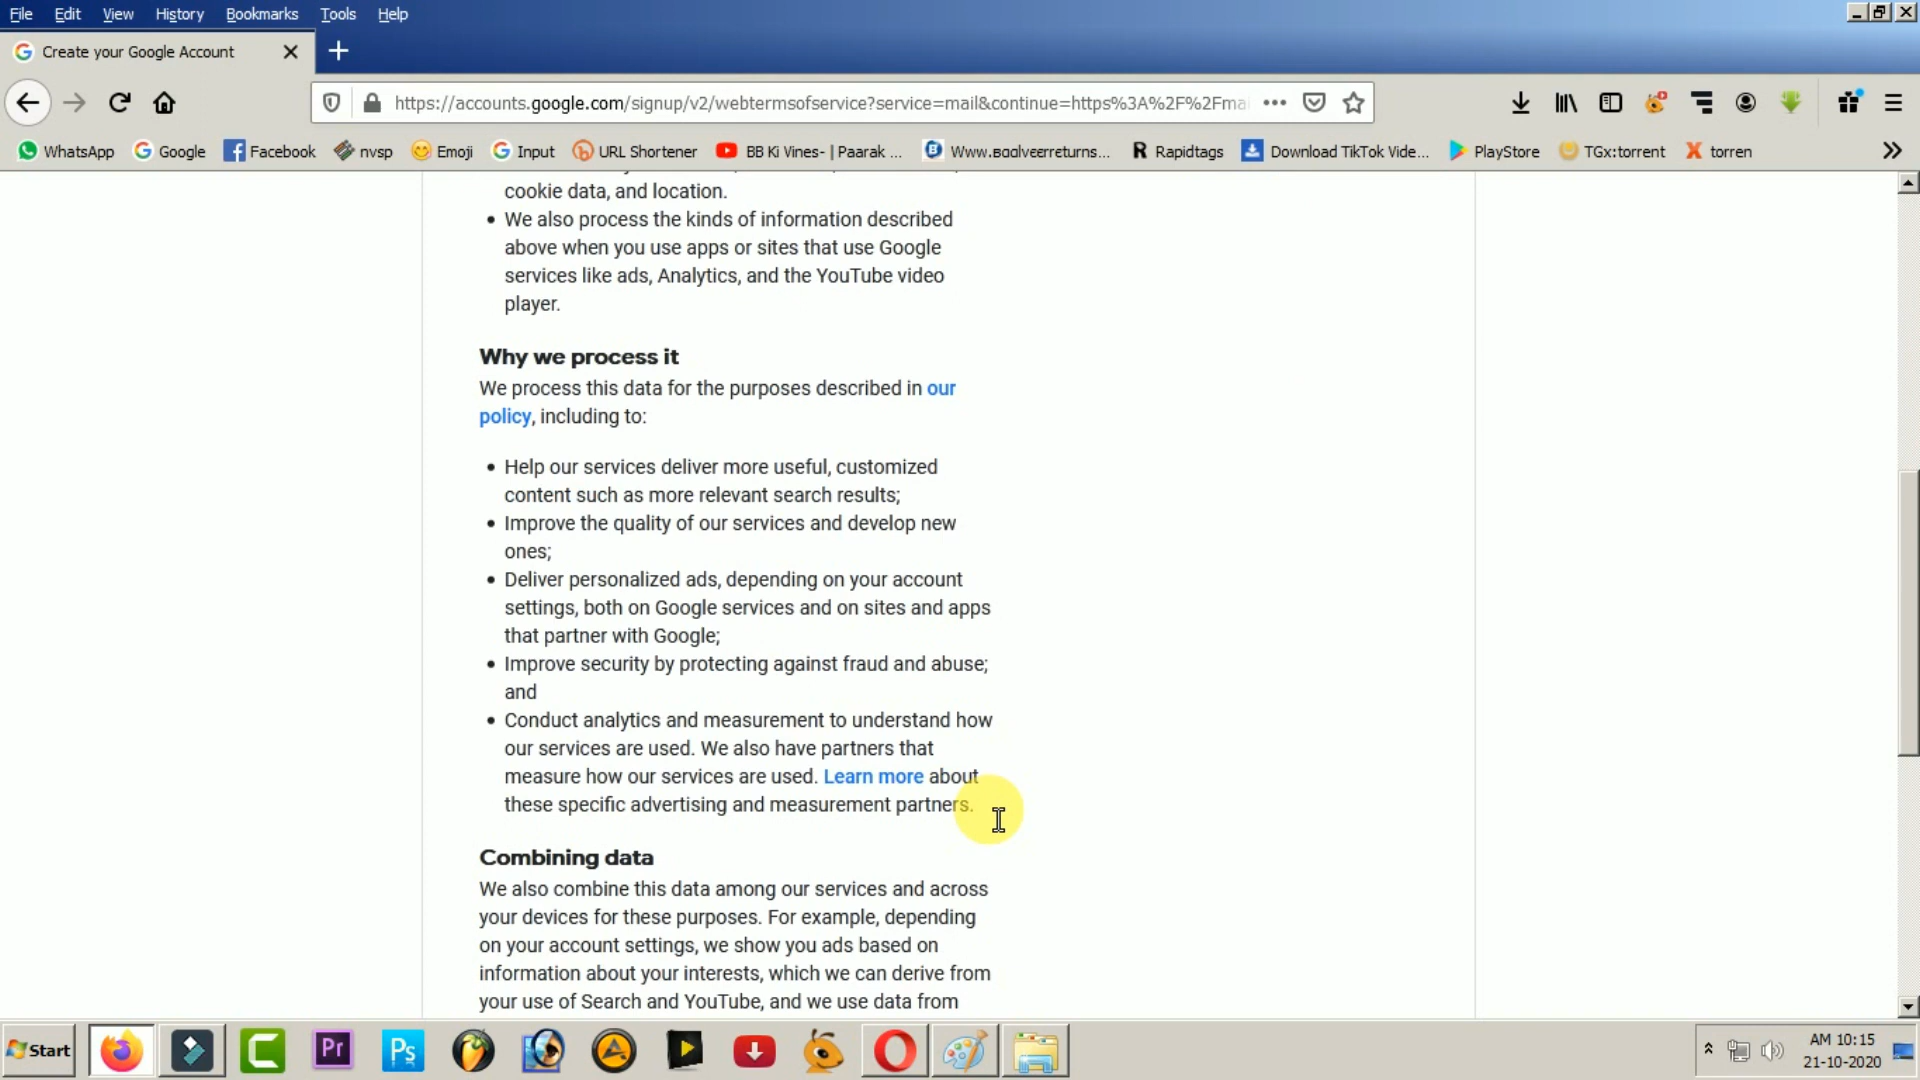 File Edit View History Bookmarks Tools Help
Create your Google Account
https://accounts.google.com/signup/v2/webtermsofservice?service=mail&continue=https%3A%2F%2Fmai
WhatsApp Google Facebook nvsp Emoji Input URL Shortener BB Ki Vines- | Paarak ... Rapidtags Download TikTok Vide... PlayStore TGx:torrent torren
cookie data, and location.
• We also process the kinds of information described
above when you use apps or sites that use Google
services like ads, Analytics, and the YouTube video
player.
Why we process it
We process this data for the purposes described in our
policy, including to:
• Help our services deliver more useful, customized
content such as more relevant search results;
• Improve the quality of our services and develop new
ones;
• Deliver personalized ads, depending on your account
settings, both on Google services and on sites and apps
that partner with Google;
• Improve security by protecting against fraud and abuse;
and
• Conduct analytics and measurement to understand how
our services are used. We also have partners that
measure how our services are used. Learn more about
these specific advertising and measurement partners.
Combining data
We also combine this data among our services and across
your devices for these purposes. For example, depending
on your account settings, we show you ads based on
information about your interests, which we can derive from
your use of Search and YouTube, and we use data from
Start Pr Ps
AM 10:15
21-10-2020